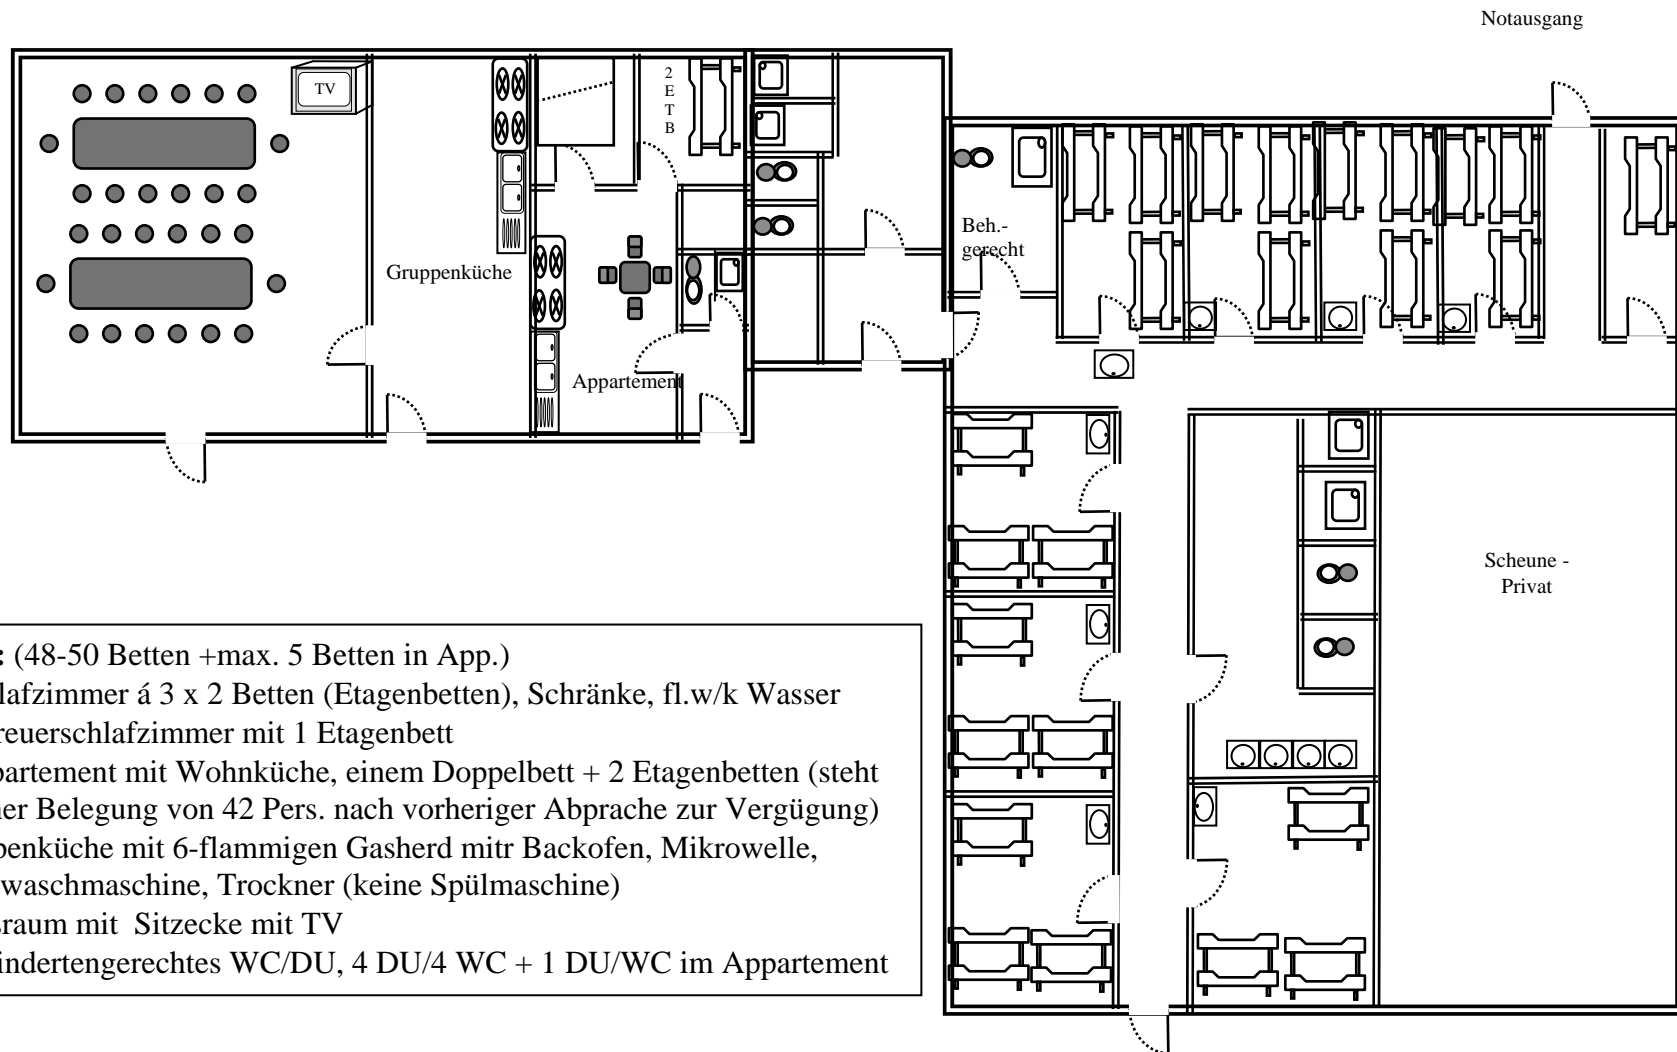 Notausgang
TV
2
E
T
B
Beh.-
gerecht
Gruppenküche
Appartement
Scheune -
Privat
: (48-50 Betten +max. 5 Betten in App.)
lafzimmer á 3 x 2 Betten (Etagenbetten), Schränke, fl.w/k Wasser
reuerschlafzimmer mit 1 Etagenbett
partement mit Wohnküche, einem Doppelbett + 2 Etagenbetten (steht
ner Belegung von 42 Pers. nach vorheriger Abprache zur Vergügung)
penküche mit 6-flammigen Gasherd mitr Backofen, Mikrowelle,
waschmaschine, Trockner (keine Spülmaschine)
sraum mit  Sitzecke mit TV
indertengerechtes WC/DU, 4 DU/4 WC + 1 DU/WC im Appartement